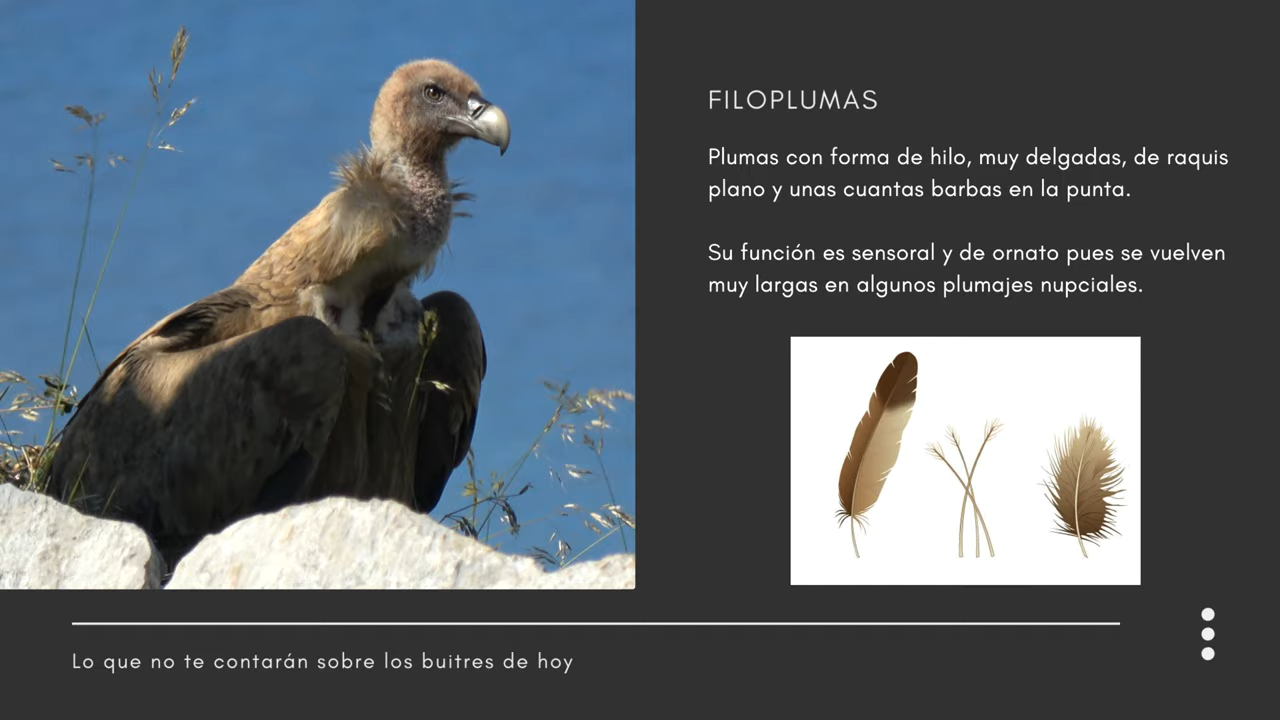 FILOPLUMAS
Plumas con forma de hilo, muy delgadas, de raquis
plano y unas cuantas barbas en la punta.
Su función es sensoral y de ornato pues se vuelven
muy largas en algunos plumajes nupciales.
Lo que no te contarán sobre los buitres de hoy